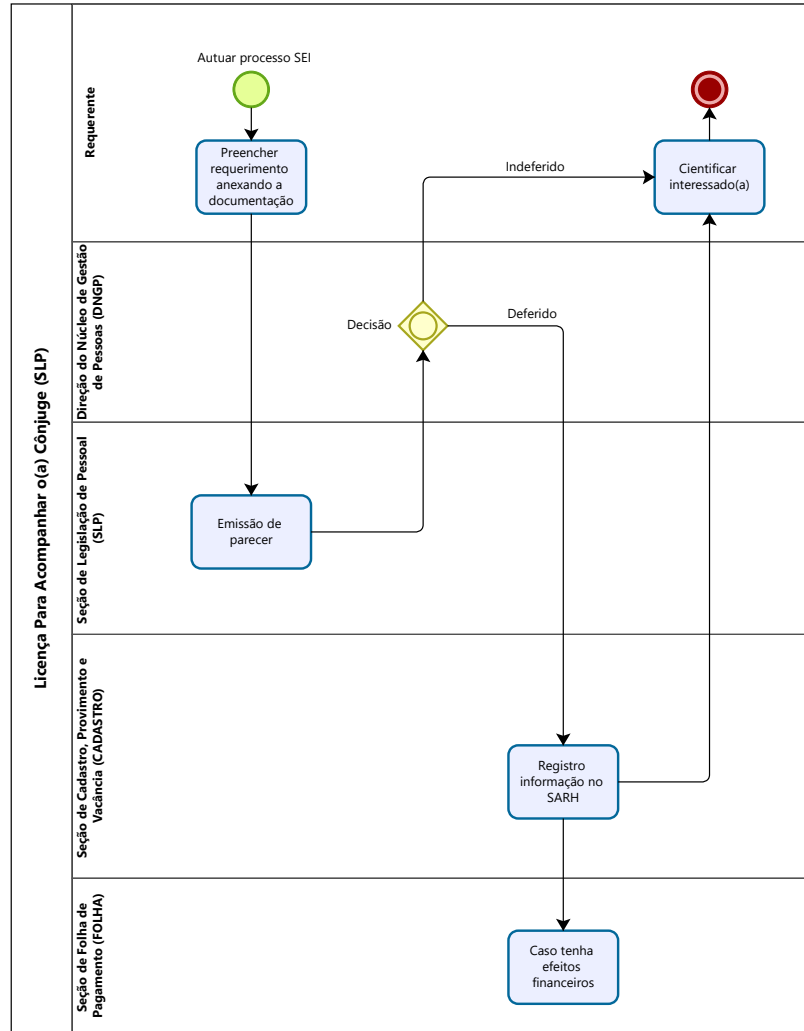 Licença Para Acompanhar o(a) Cônjuge (SLP)
Requerente
Autuar processo SEI
Preencher
requerimento
anexando a
documentação
Indeferido
Cientificar
interessado(a)
Direção do Núcleo de Gestão
de Pessoas (DNGP)
Decisão
Deferido
Seção de Legislação de Pessoal
(SLP)
Emissão de
parecer
Seção de Cadastro, Provimento e
Vacância (CADASTRO)
Registro
informação no
SARH
Seção de Folha de
Pagamento (FOLHA)
Caso tenha
efeitos
financeiros